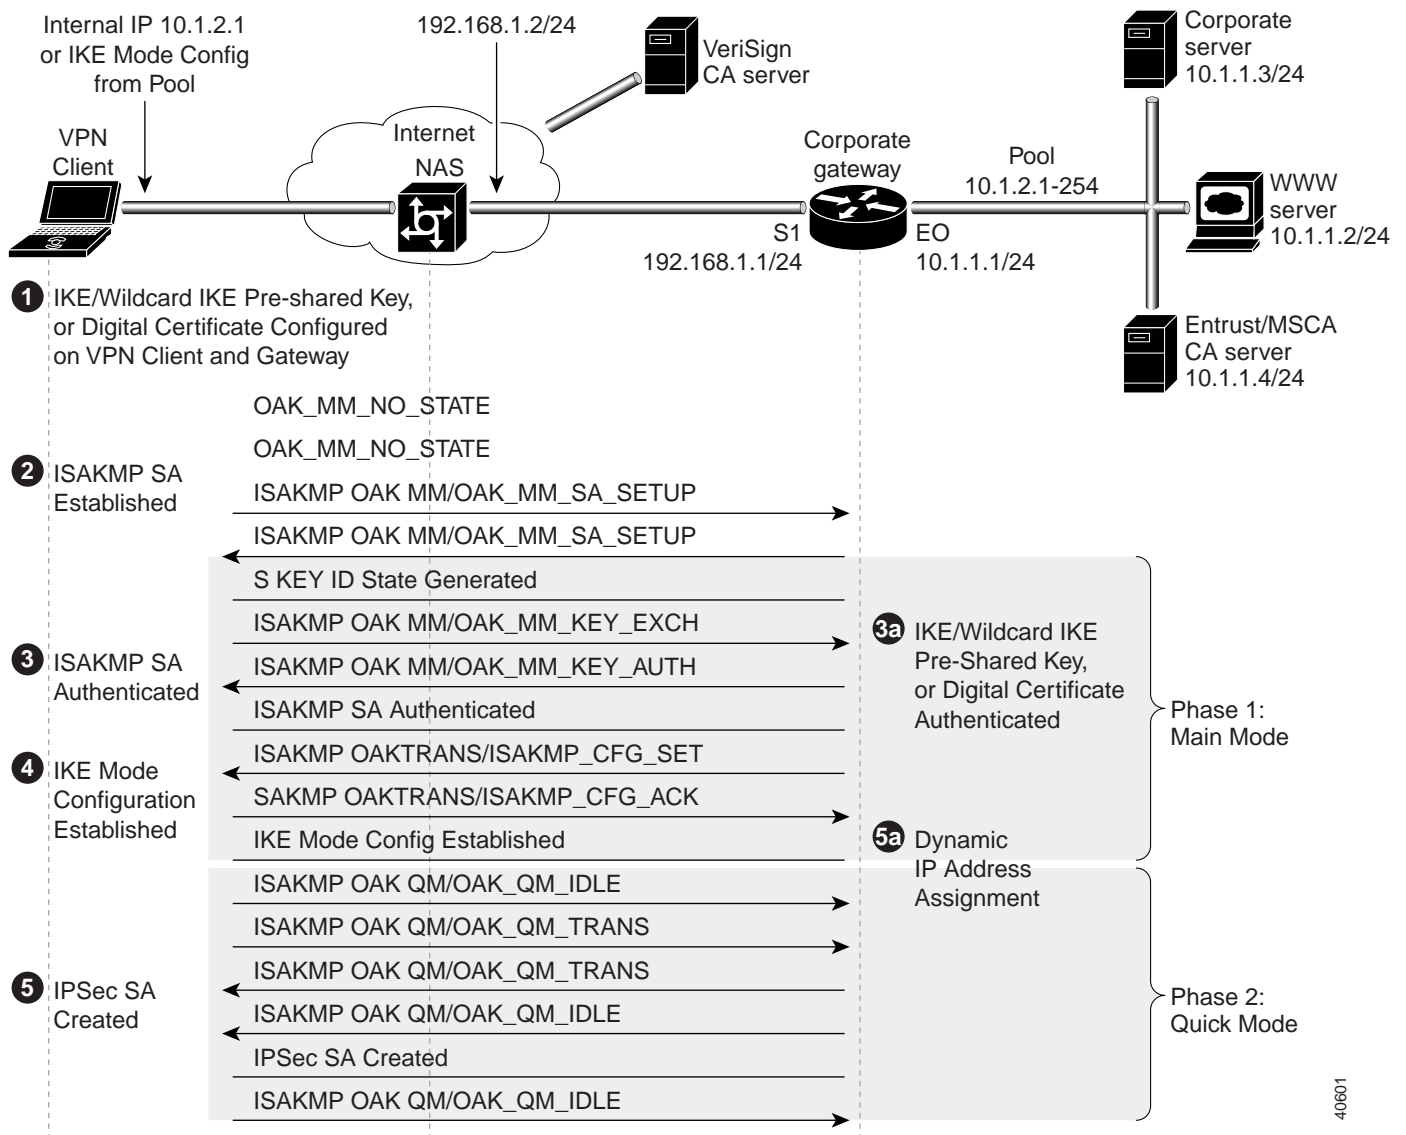 Internal IP 10.1.2.1
or IKE Mode Config
from Pool
192.168.1.2/24
VeriSign
CA server
Corporate
server
10.1.1.3/24
VPN
Client
Internet
NAS
Corporate
gateway
Pool
10.1.2.1-254
WWW
server
10.1.1.2/24
S1
192.168.1.1/24
EO
10.1.1.1/24
Entrust/MSCA
CA server
10.1.1.4/24
1 IKE/Wildcard IKE Pre-shared Key,
or Digital Certificate Configured
on VPN Client and Gateway
OAK_MM_NO_STATE
OAK_MM_NO_STATE
2 ISAKMP SA
Established
ISAKMP OAK MM/OAK_MM_SA_SETUP
ISAKMP OAK MM/OAK_MM_SA_SETUP
S KEY ID State Generated
ISAKMP OAK MM/OAK_MM_KEY_EXCH
3 ISAKMP SA
Authenticated
ISAKMP OAK MM/OAK_MM_KEY_AUTH
ISAKMP SA Authenticated
3a IKE/Wildcard IKE
Pre-Shared Key,
or Digital Certificate
Authenticated
Phase 1:
Main Mode
4 IKE Mode
Configuration
Established
ISAKMP OAKTRANS/ISAKMP_CFG_SET
SAKMP OAKTRANS/ISAKMP_CFG_ACK
IKE Mode Config Established
5a Dynamic
IP Address
Assignment
ISAKMP OAK QM/OAK_QM_IDLE
ISAKMP OAK QM/OAK_QM_TRANS
ISAKMP OAK QM/OAK_QM_TRANS
5 IPSec SA
Created
ISAKMP OAK QM/OAK_QM_IDLE
IPSec SA Created
ISAKMP OAK QM/OAK_QM_IDLE
Phase 2:
Quick Mode
40601